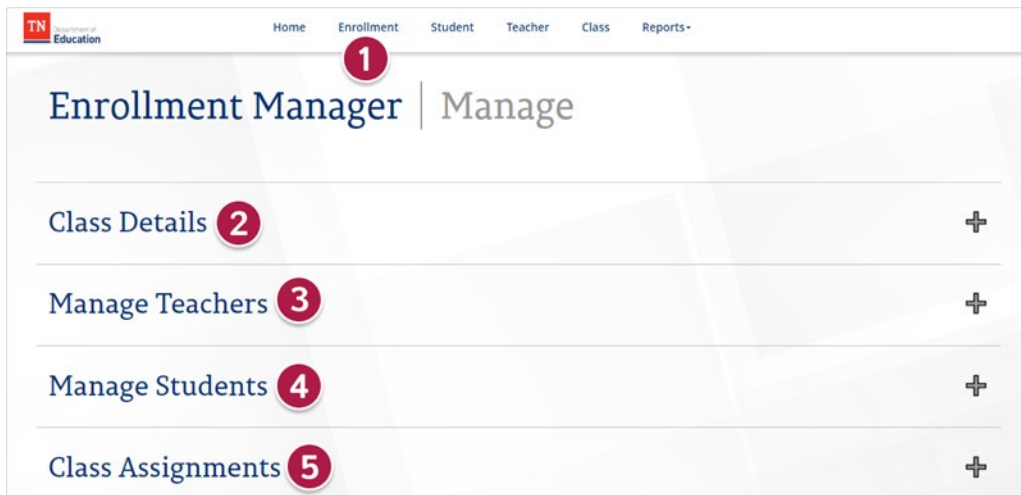 TN
Department of
Education
Home Enrollment Student Teacher Class Reports-
1
Enrollment Manager | Manage
Class Details 2
Manage Teachers 3
Manage Students 4
Class Assignments 5